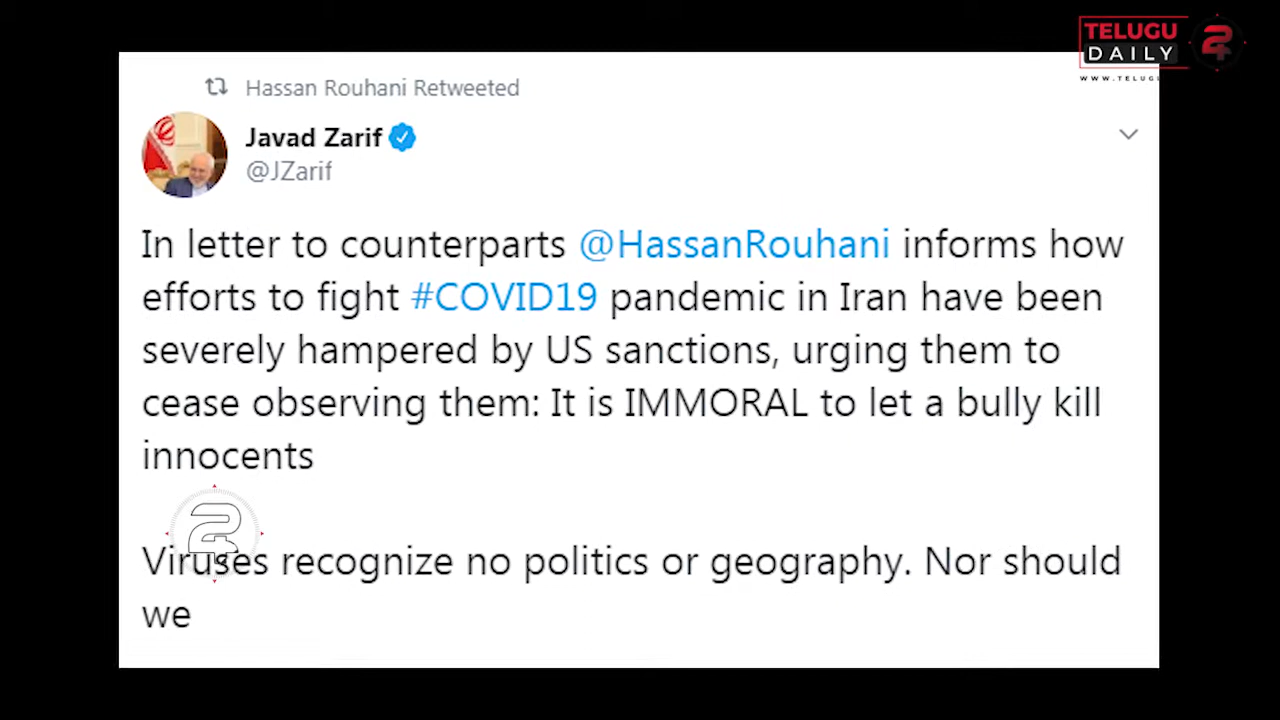 TELUGU
DAILY
24
WWW.TELUG
Hassan Rouhani Retweeted
Javad Zarif
@JZarif
In letter to counterparts @HassanRouhani informs how
efforts to fight #COVID19 pandemic in Iran have been
severely hampered by US sanctions, urging them to
cease observing them: It is IMMORAL to let a bully kill
innocents
24
Viruses recognize no politics or geography. Nor should
we